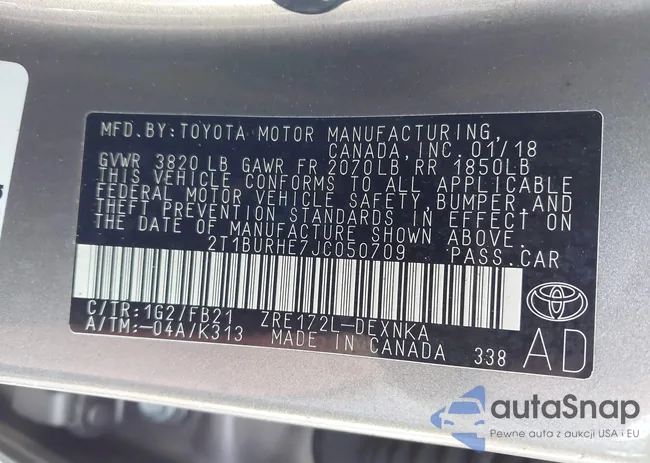 MFD.BY:TOYOTA MOTOR MANUFACTURING,
CANADA, INC. 01/18
GVWR 3820 LB GAWR FR 2070LB RR 1850LB
THIS VEHICLE CONFORMS TO ALL APPLICABLE
FEDERAL MOTOR VEHICLE SAFETY, BUMPER AND
THEFT PREVENTION STANDARDS IN EFFECT ON
THE DATE OF MANUFACTURE SHOWN ABOVE.
2T1BURHE7JC050709 PASS.CAR
C/TR:1G2/FB21 ZRE172L-DEXNKA
A/TM:-04A/K313 MADE IN CANADA 338
AD
autaSnap
Pewne auta z aukcji USA i EU